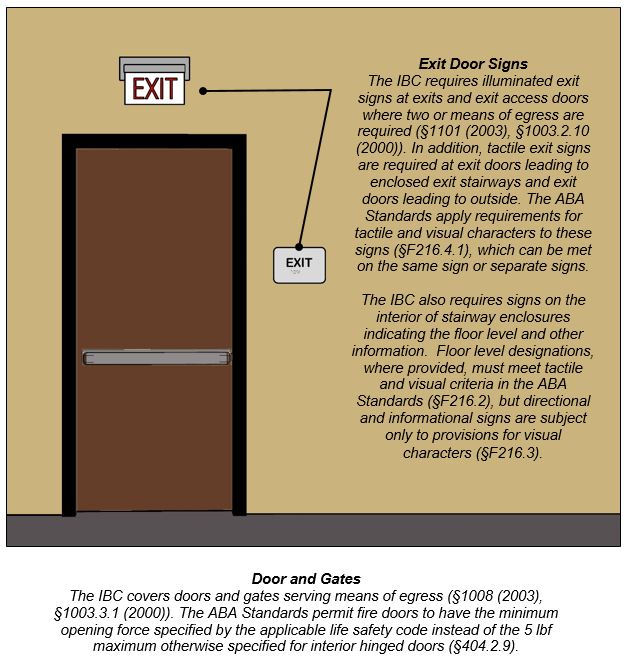 EXIT
EXIT
Exit Door Signs
The IBC requires illuminated exit
signs at exits and exit access doors
where two or means of egress are
required (§1101 (2003), §1003.2.10
(2000)). In addition, tactile exit signs
are required at exit doors leading to
enclosed exit stairways and exit
doors leading to outside. The ABA
Standards apply requirements for
tactile and visual characters to these
signs (§F216.4.1), which can be met
on the same sign or separate signs.
The IBC also requires signs on the
interior of stairway enclosures
indicating the floor level and other
information. Floor level designations,
where provided, must meet tactile
and visual criteria in the ABA
Standards (§F216.2), but directional
and informational signs are subject
only to provisions for visual
characters (§F216.3).
Door and Gates
The IBC covers doors and gates serving means of egress (§1008 (2003),
§1003.3.1 (2000)). The ABA Standards permit fire doors to have the minimum
opening force specified by the applicable life safety code instead of the 5 lbf
maximum otherwise specified for interior hinged doors (§404.2.9).